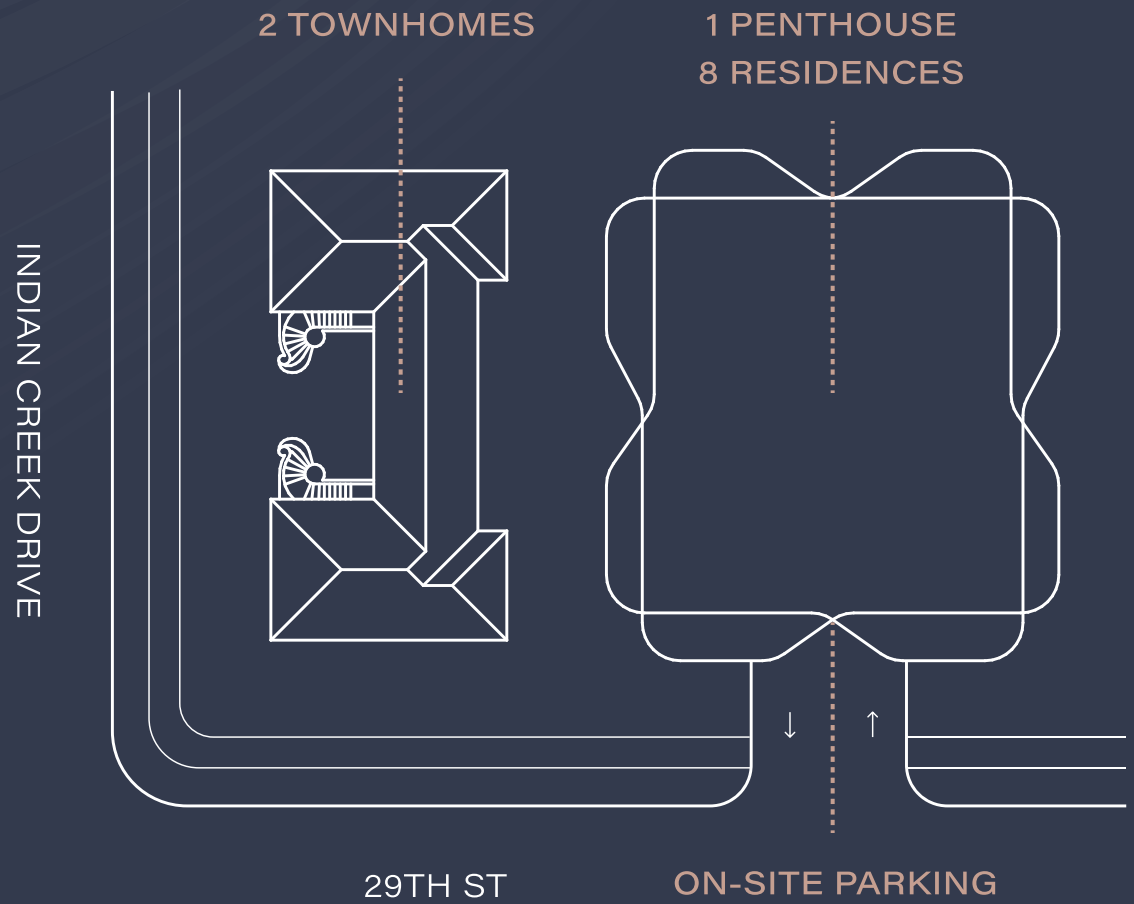 2 TOWNHOMES
1 PENTHOUSE
8 RESIDENCES
INDIAN CREEK DRIVE
29TH ST
ON-SITE PARKING